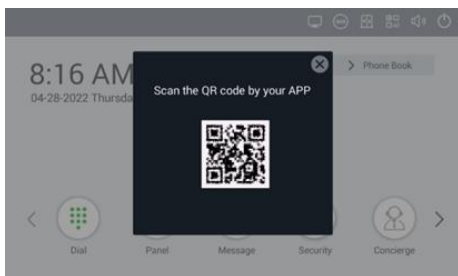 8:16 AM
04-28-2022 Thursda
Scan the QR code by your APP
Phone Book
Dial
Panel
Message
Security
Concierge